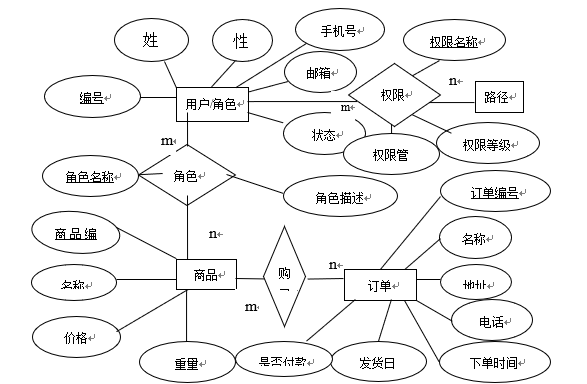 姓
性
手机号
权限名称
邮箱
编号
用户/角色
权限
n
路径
m
状态
m
权限管
权限等级
角色名称
角色
角色描述
订单编号
商品编
n
名称
商品
购
n
名称
订单
地址
m
价格
电话
重量
是否付款
发货日
下单时间